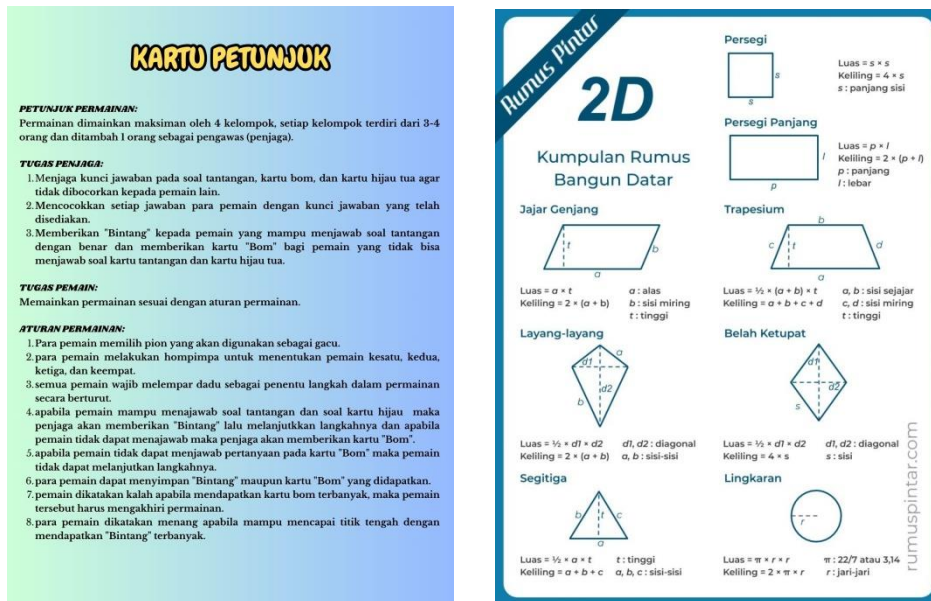 KARTU PETUNJUK
PETUNJUK PERMAINAN:
Permainan dimainkan maksiman oleh 4 kelompok, setiap kelompok terdiri dari 3-4
orang dan ditambah 1 orang sebagai pengawas (penjaga).
TUGAS PENJAGA:
1. Menjaga kunci jawaban pada soal tantangan, kartu bom, dan kartu hijau tua agar
tidak dibocorkan kepada pemain lain.
2. Mencocokkan setiap jawaban para pemain dengan kunci jawaban yang telah
disediakan.
3. Memberikan "Bintang" kepada pemain yang mampu menjawab soal tantangan
dengan benar dan memberikan kartu "Bom" bagi pemain yang tidak bisa
menjawab soal kartu tantangan dan kartu hijau tua.
TUGAS PEMAIN:
Memainkan permainan sesuai dengan aturan permainan.
ATURAN PERMAINAN:
1. Para pemain memilih pion yang akan digunakan sebagai gacu.
2. para pemain melakukan hompimpa untuk menentukan pemain kesatu, kedua,
ketiga, dan keempat.
3. semua pemain wajib melempar dadu sebagai penentu langkah dalam permainan
secara berturut.
4. apabila pemain mampu menajawab soal tantangan dan soal kartu hijau maka
penjaga akan memberikan "Bintang" lalu melanjutkkan langkahnya dan apabila
pemain tidak dapat menajawab maka penjaga akan memberikan kartu "Bom".
5. apabila pemain tidak dapat menjawab pertanyaan pada kartu "Bom" maka pemain
tidak dapat melanjutkan langkahnya.
6. para pemain dapat menyimpan "Bintang" maupun kartu "Bom" yang didapatkan.
7. pemain dikatakan kalah apabila mendapatkan kartu bom terbanyak, maka pemain
tersebut harus mengakhiri permainan.
8. para pemain dikatakan menang apabila mampu mencapai titik tengah dengan
mendapatkan "Bintang" terbanyak.
Rumus Pintar
2D
Kumpulan Rumus
Bangun Datar
Persegi
s
s
Luas = s × s
Keliling = 4 × s
s : panjang sisi
Persegi Panjang
l
p
Luas = p × l
Keliling = 2 × (p + l)
p : panjang
l : lebar
Jajar Genjang
t
b
a
Luas = a × t
Keliling = 2 × (a + b)
a : alas
b : sisi miring
t : tinggi
Trapesium
b
c
t
d
a
Luas = ½ × (a + b) × t
Keliling = a + b + c + d
a, b : sisi sejajar
c, d : sisi miring
t : tinggi
Layang-layang
d1
a
d2
b
Luas = ½ × d1 × d2
Keliling = 2 × (a + b)
d1, d2 : diagonal
a, b : sisi-sisi
Belah Ketupat
d1
d2
s
Luas = ½ × d1 × d2
Keliling = 4 × s
d1, d2 : diagonal
s : sisi
Segitiga
b
t
c
a
Luas = ½ × a × t
Keliling = a + b + c
t : tinggi
a, b, c : sisi-sisi
Lingkaran
r
Luas = π × r × r
Keliling = 2 × π × r
π : 22/7 atau 3,14
r : jari-jari
rumuspintar.com